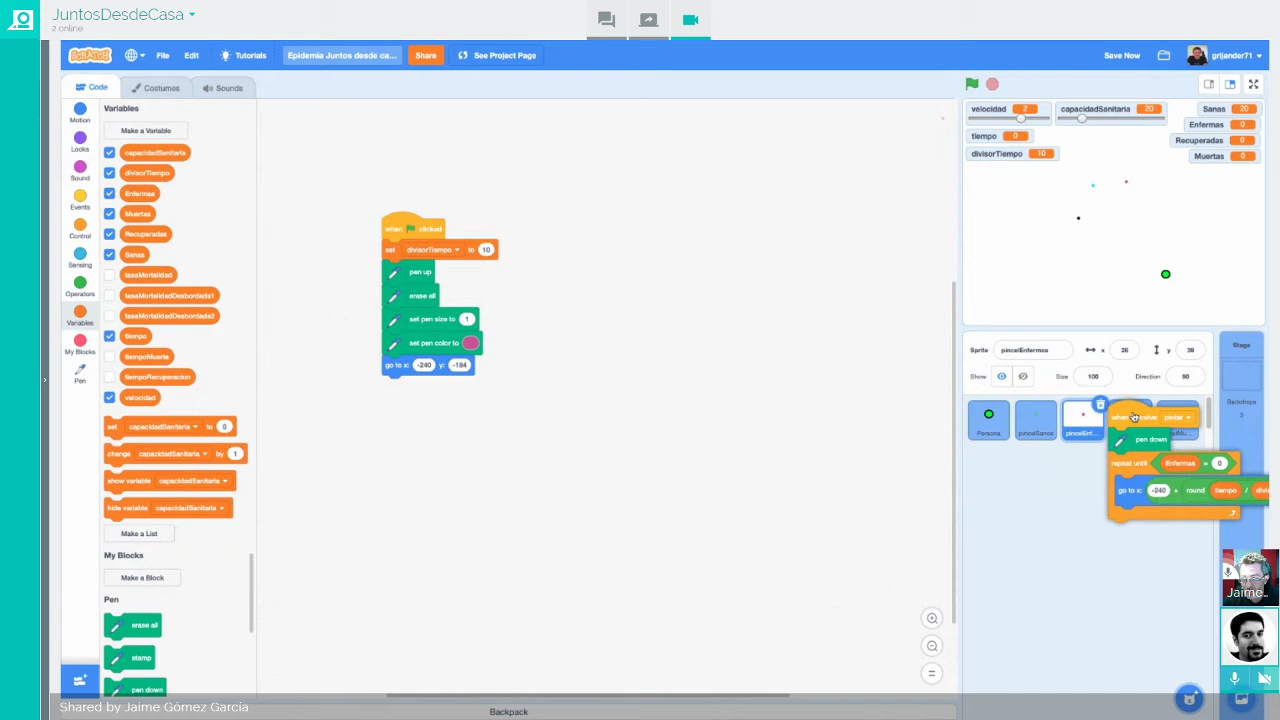 JuntosDesdeCasa
2 online
SCRATCH
File
Edit
Tutorials
Epidemia Juntos desde ca...
Share
See Project Page
Save Now
grijander71
Code
Costumes
Sounds
Motion
Looks
Sound
Events
Control
Sensing
Operators
Variables
My Blocks
Pen
Variables
Make a Variable
capacidadSanitaria
divisorTiempo
Enfermas
Muertas
Recuperadas
Sanas
tasaMortalidad
tasaMortalidadDesbordada1
tasaMortalidadDesbordada2
tiempo
tiempoMuerte
tiempoRecuperacion
velocidad
set capacidadSanitaria to 0
change capacidadSanitaria by 1
show variable capacidadSanitaria
hide variable capacidadSanitaria
Make a List
My Blocks
Make a Block
Pen
erase all
stamp
pen down
when clicked
set divisorTiempo to 10
pen up
erase all
set pen size to 1
set pen color to
go to x: -240 y: -184
velocidad 2
capacidadSanitaria 20
Sanas 20
Enfermas 0
tiempo 0
Recuperadas 0
divisorTiempo 10
Muertas 0
Sprite pincelEnfermos x 28 y 39
Show Size 100 Direction 90
Stage
Backdrops
3
Persona
pincelSanos
pincelEnf...
pintar
pen down
repeat until Enfermas = 0
go to x: -240 + round tiempo /
Jaime...
Shared by Jaime Gómez García
Backpack